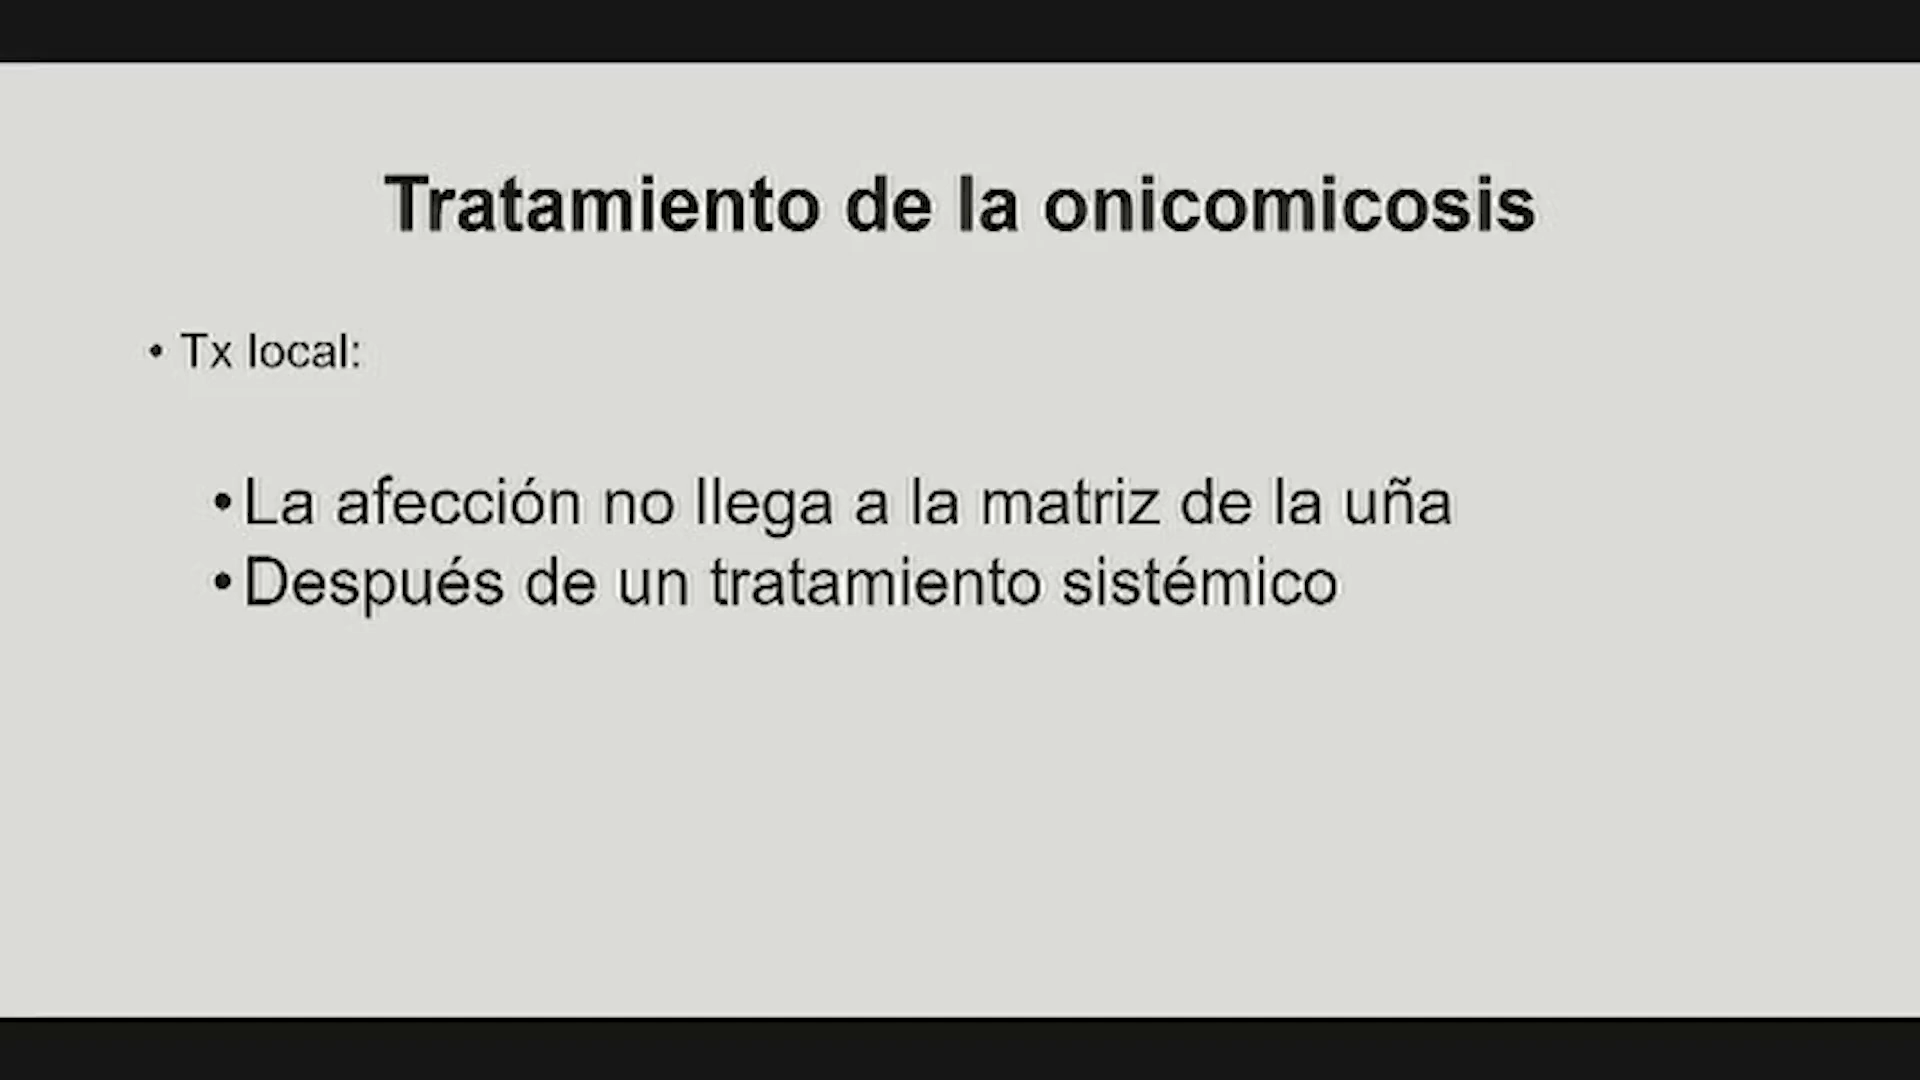 Tratamiento de la onicomicosis
• Tx local:
• La afección no llega a la matriz de la uña
• Después de un tratamiento sistémico